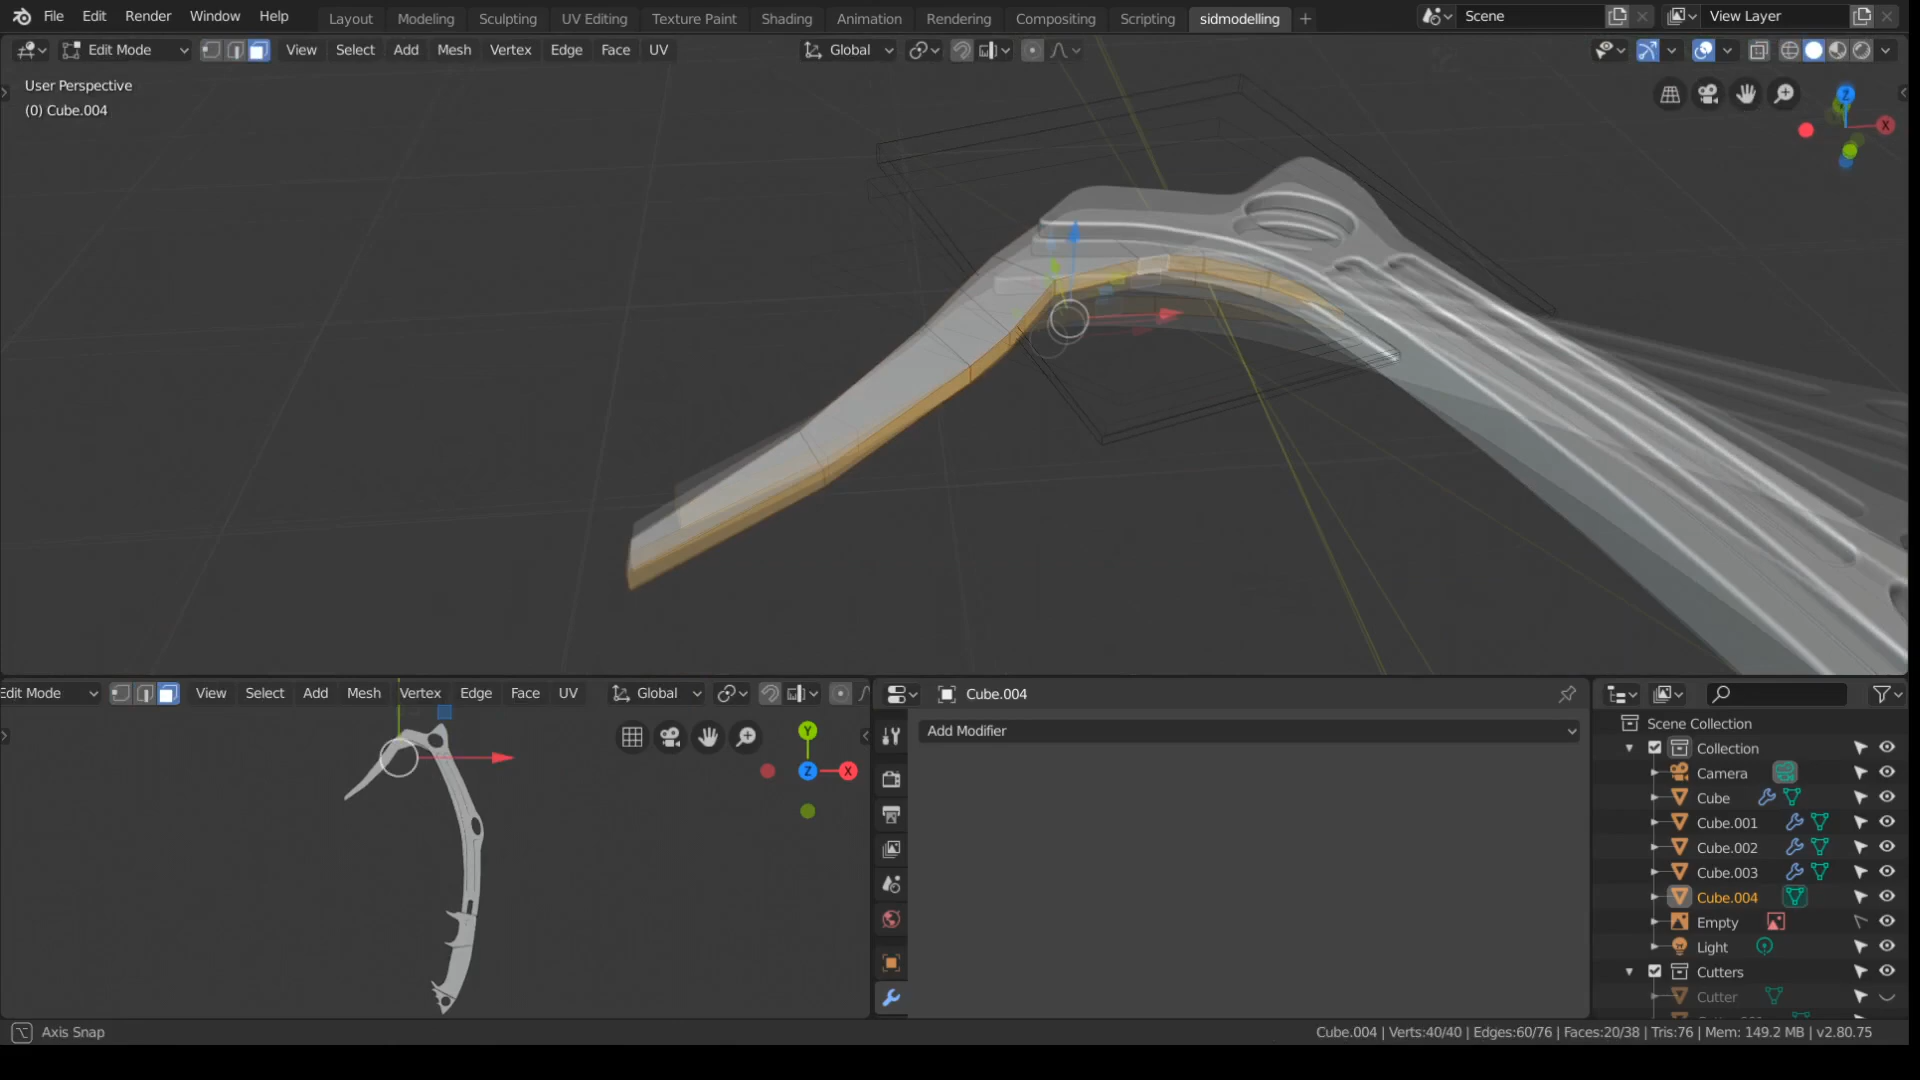 File Edit Render Window Help Layout Modeling Sculpting UV Editing Texture Paint Shading Animation Rendering Compositing Scripting sidmodelling + Scene View Layer
Edit Mode View Select Add Mesh Vertex Edge Face UV Global
User Perspective
(0) Cube.004
Z
X
Edit Mode View Select Add Mesh Vertex Edge Face UV Global
Y
Z
X
Cube.004
Add Modifier
Scene Collection
Collection
Camera
Cube
Cube.001
Cube.002
Cube.003
Cube.004
Empty
Light
Cutters
Cutter
Axis Snap
Cube.004 | Verts:40/40 | Edges:60/76 | Faces:20/38 | Tris:76 | Mem: 149.2 MB | v2.80.75